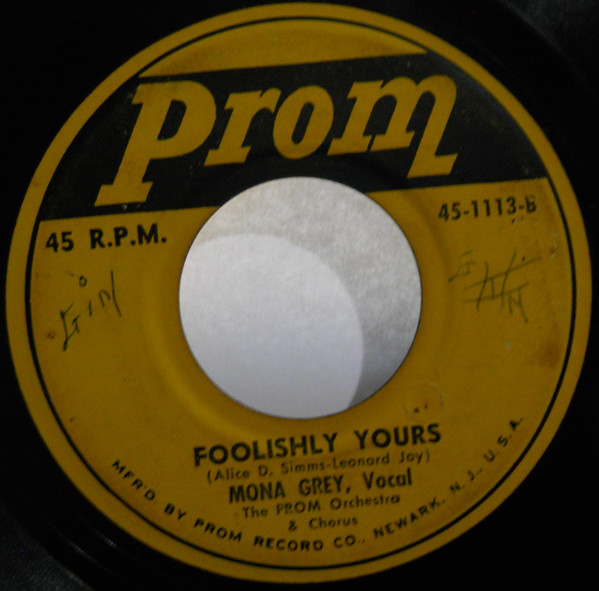 Prom
45 R.P.M.
45-1113-B
FOOLISHLY YOURS
(Alice D. Simms-Leonard Joy)
MONA GREY, Vocal
The PROM Orchestra
& Chorus
MFR'D BY PROM RECORD CO., NEWARK, N. J., U. S. A.